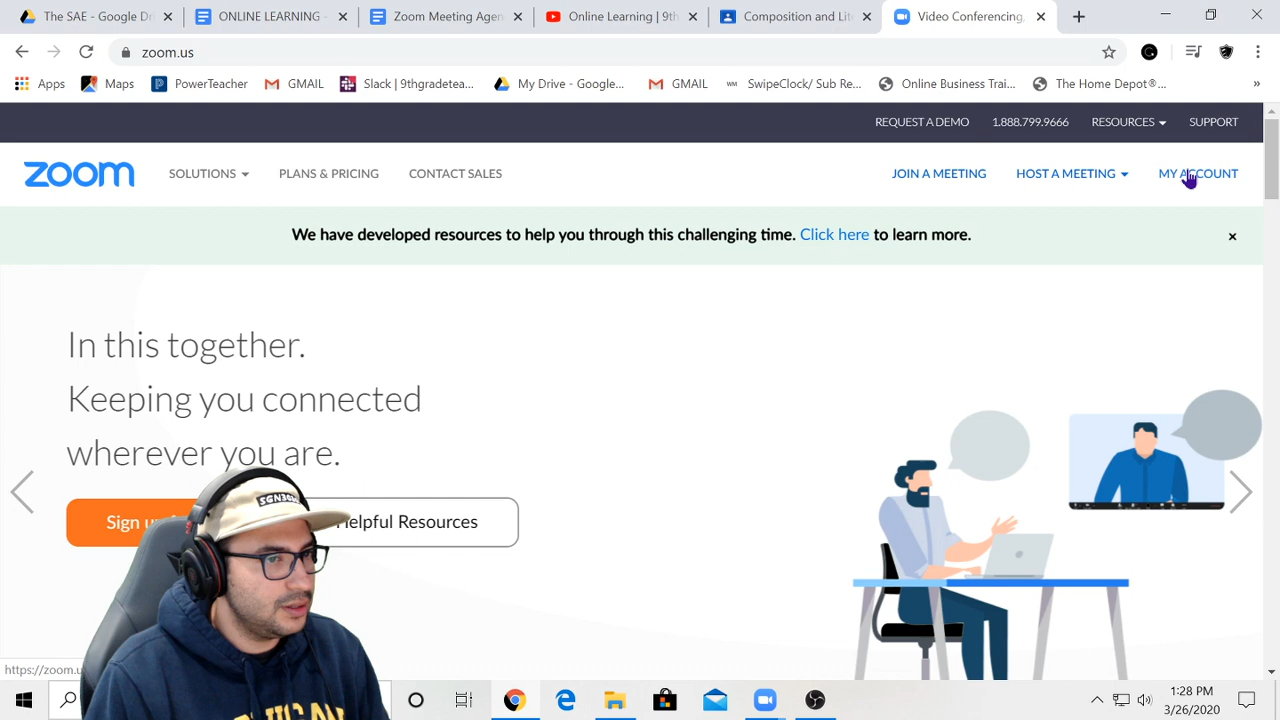 The SAE - Google Dri
ONLINE LEARNING -
Zoom Meeting Agen
Online Learning | 9th
Composition and Lit
Video Conferencing,
zoom.us
Apps
Maps
PowerTeacher
GMAIL
Slack | 9thgradetea...
My Drive - Google...
GMAIL
SwipeClock/ Sub Re...
Online Business Trai...
The Home Depot®...
REQUEST A DEMO
1.888.799.9666
RESOURCES
SUPPORT
zoom
SOLUTIONS
PLANS & PRICING
CONTACT SALES
JOIN A MEETING
HOST A MEETING
MY ACCOUNT
We have developed resources to help you through this challenging time. Click here to learn more.
In this together.
Keeping you connected
wherever you are.
Sign
Helpful Resources
https://zoom.u
1:28 PM
3/26/2020